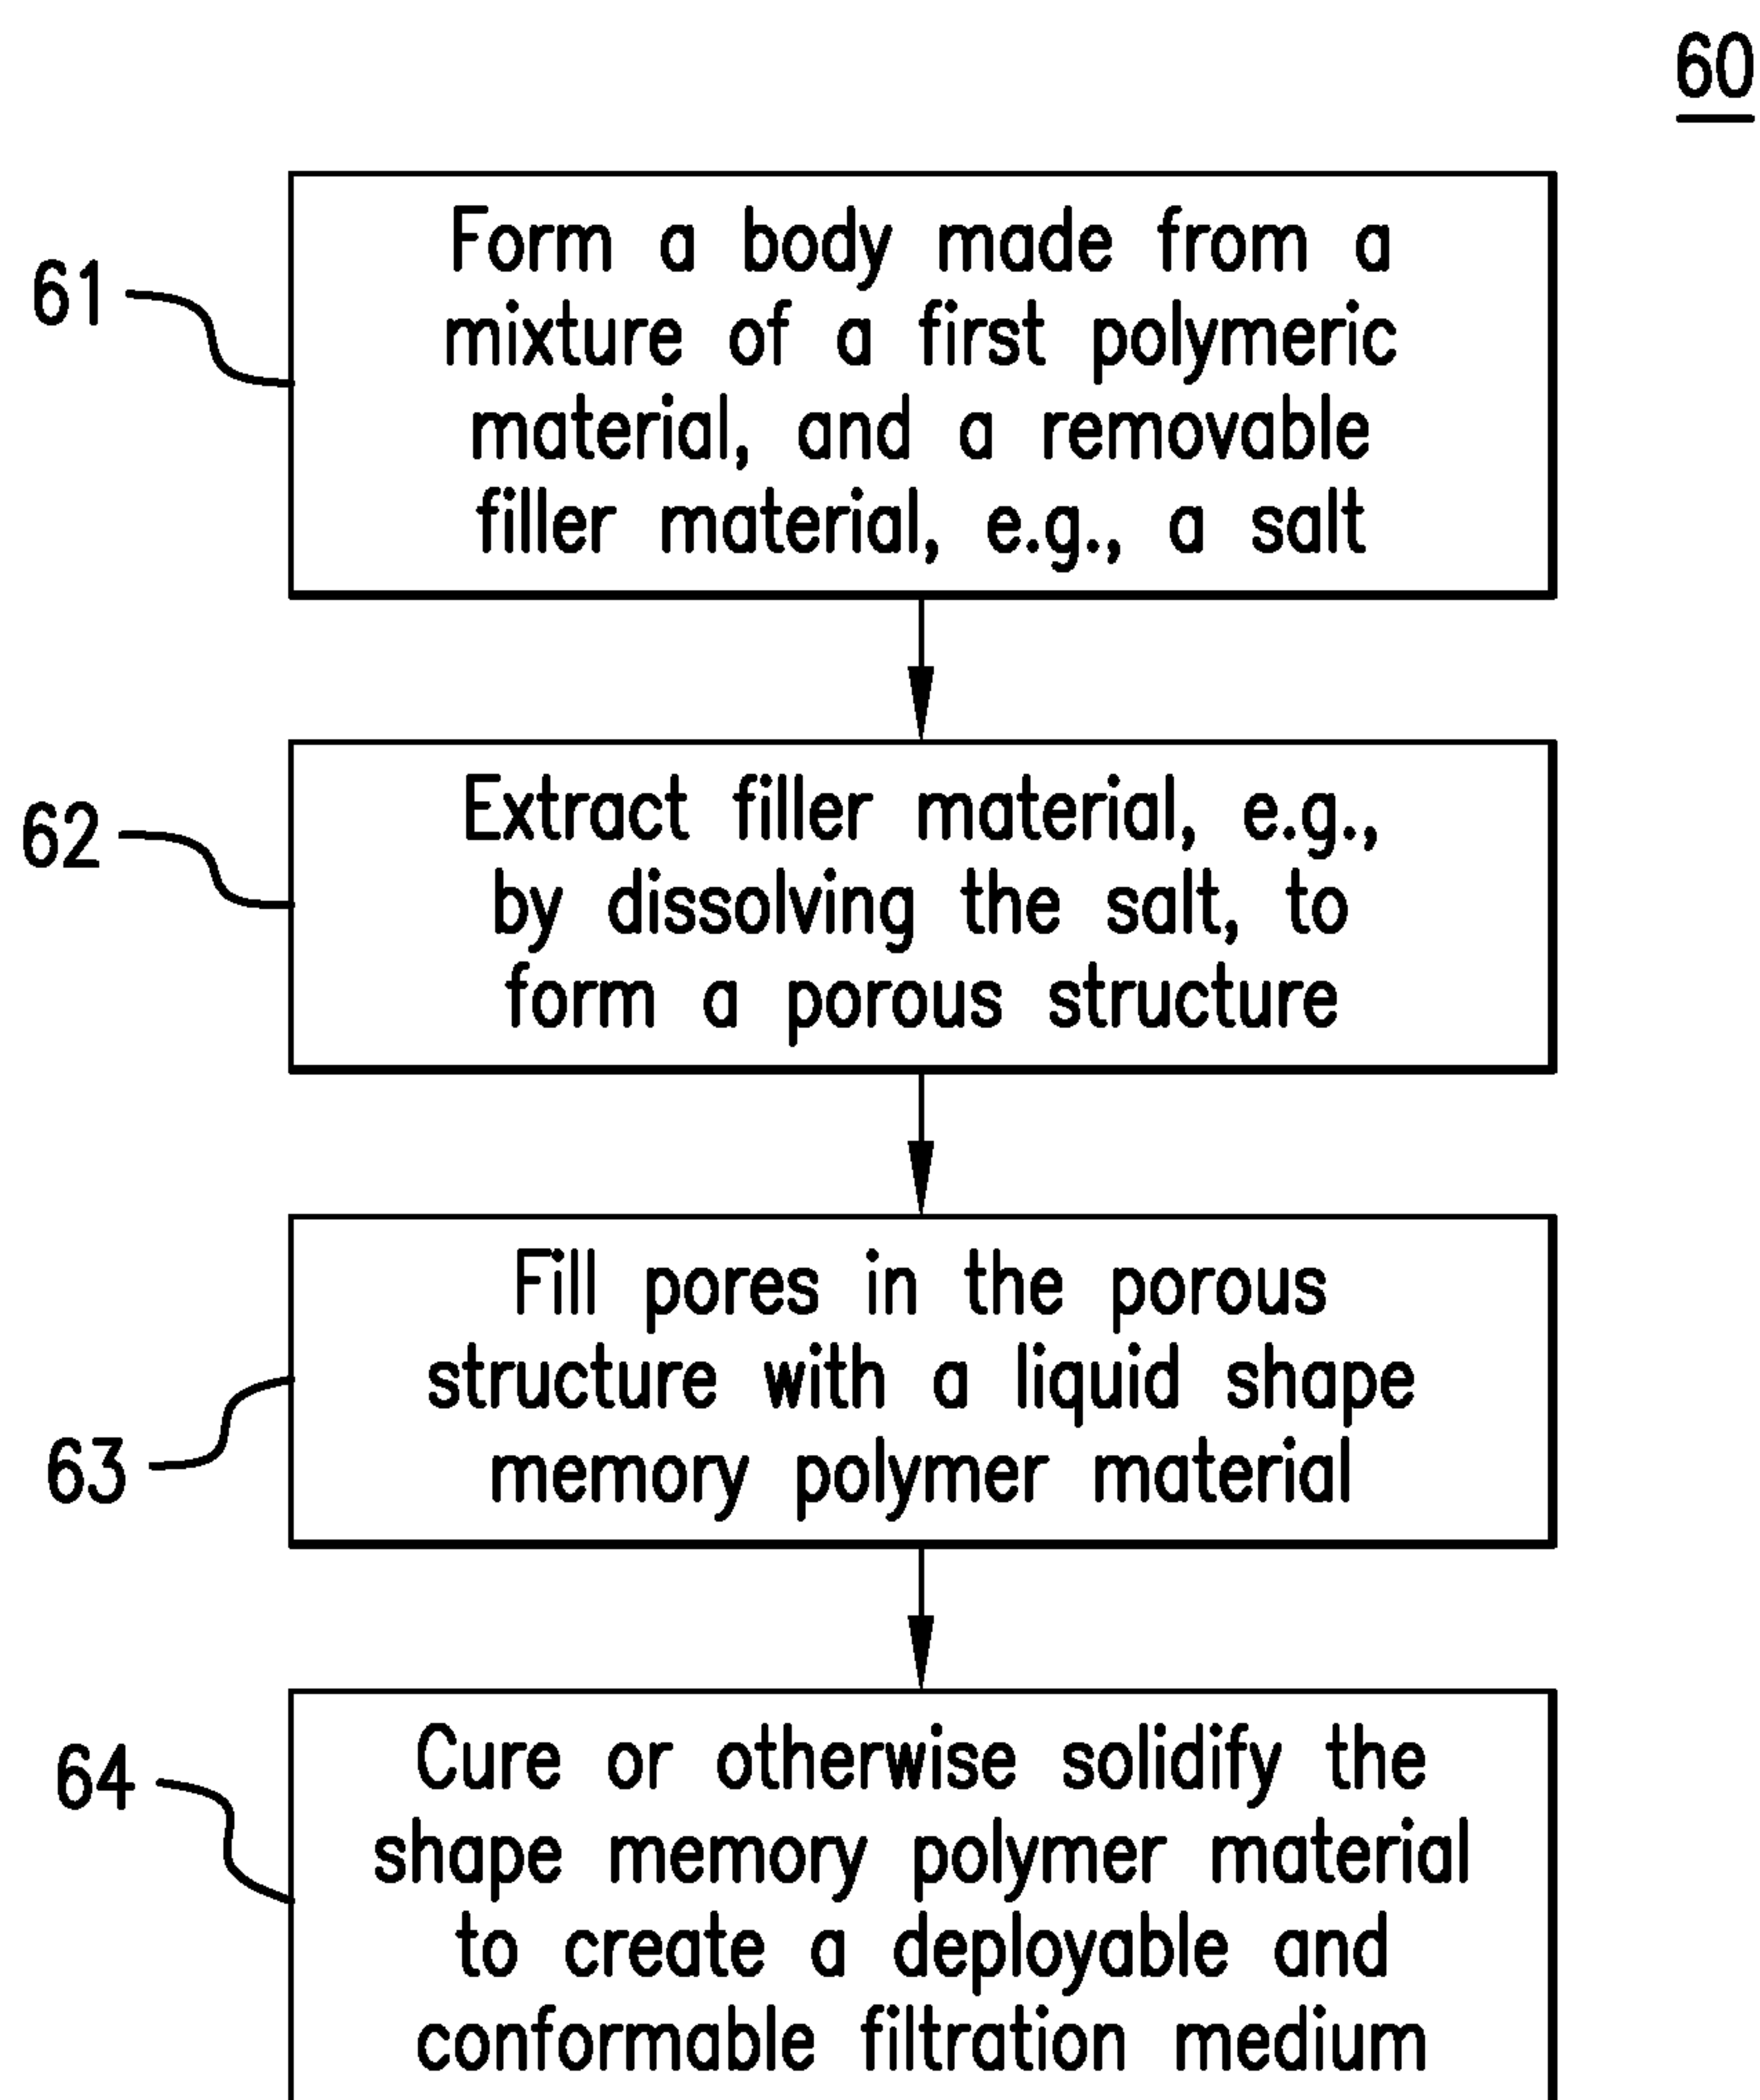 60
61
Form a body made from a
mixture of a first polymeric
material, and a removable
filler material, e.g., a salt
62
Extract filler material, e.g.,
by dissolving the salt, to
form a porous structure
63
Fill pores in the porous
structure with a liquid shape
memory polymer material
64
Cure or otherwise solidify the
shape memory polymer material
to create a deployable and
conformable filtration medium